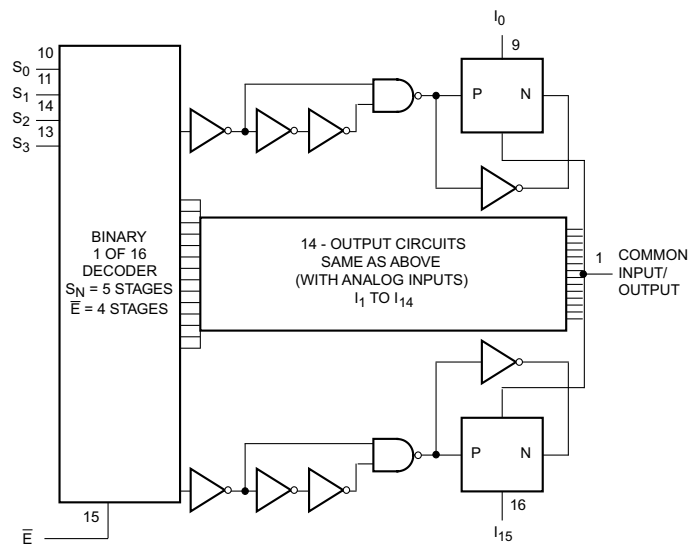 I0
9
10
S0
11
S1
14
S2
13
S3
P N
BINARY
1 OF 16
DECODER
SN = 5 STAGES
E̅ = 4 STAGES
14 - OUTPUT CIRCUITS
SAME AS ABOVE
(WITH ANALOG INPUTS)
I1 TO I14
1
COMMON
INPUT/
OUTPUT
P N
15
E̅
16
I15